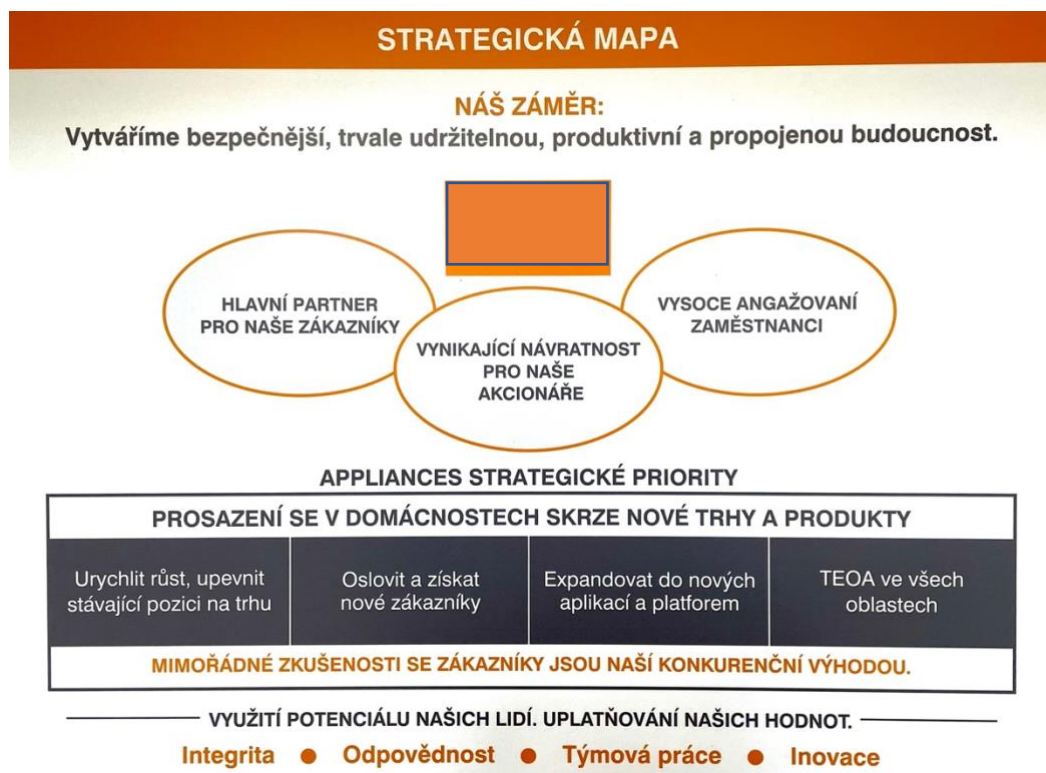 STRATEGICKÁ MAPA
NÁŠ ZÁMĚR:
Vytváříme bezpečnější, trvale udržitelnou, produktivní a propojenou budoucnost.
HLAVNÍ PARTNER
PRO NAŠE ZÁKAZNÍKY
VYNIKAJÍCÍ NÁVRATNOST
PRO NAŠE
AKCIONÁŘE
VYSOCE ANGAŽOVANÍ
ZAMĚSTNANCI
APPLIANCES STRATEGICKÉ PRIORITY
PROSAZENÍ SE V DOMÁCNOSTECH SKRZE NOVÉ TRHY A PRODUKTY
Urychlit růst, upevnit
stávající pozici na trhu
Oslovit a získat
nové zákazníky
Expandovat do nových
aplikací a platforem
TEOA ve všech
oblastech
MIMOŘÁDNÉ ZKUŠENOSTI SE ZÁKAZNÍKY JSOU NAŠÍ KONKURENČNÍ VÝHODOU.
VYUŽITÍ POTENCIÁLU NAŠICH LIDÍ. UPLATŇOVÁNÍ NAŠICH HODNOT.
Integrita ● Odpovědnost ● Týmová práce ● Inovace